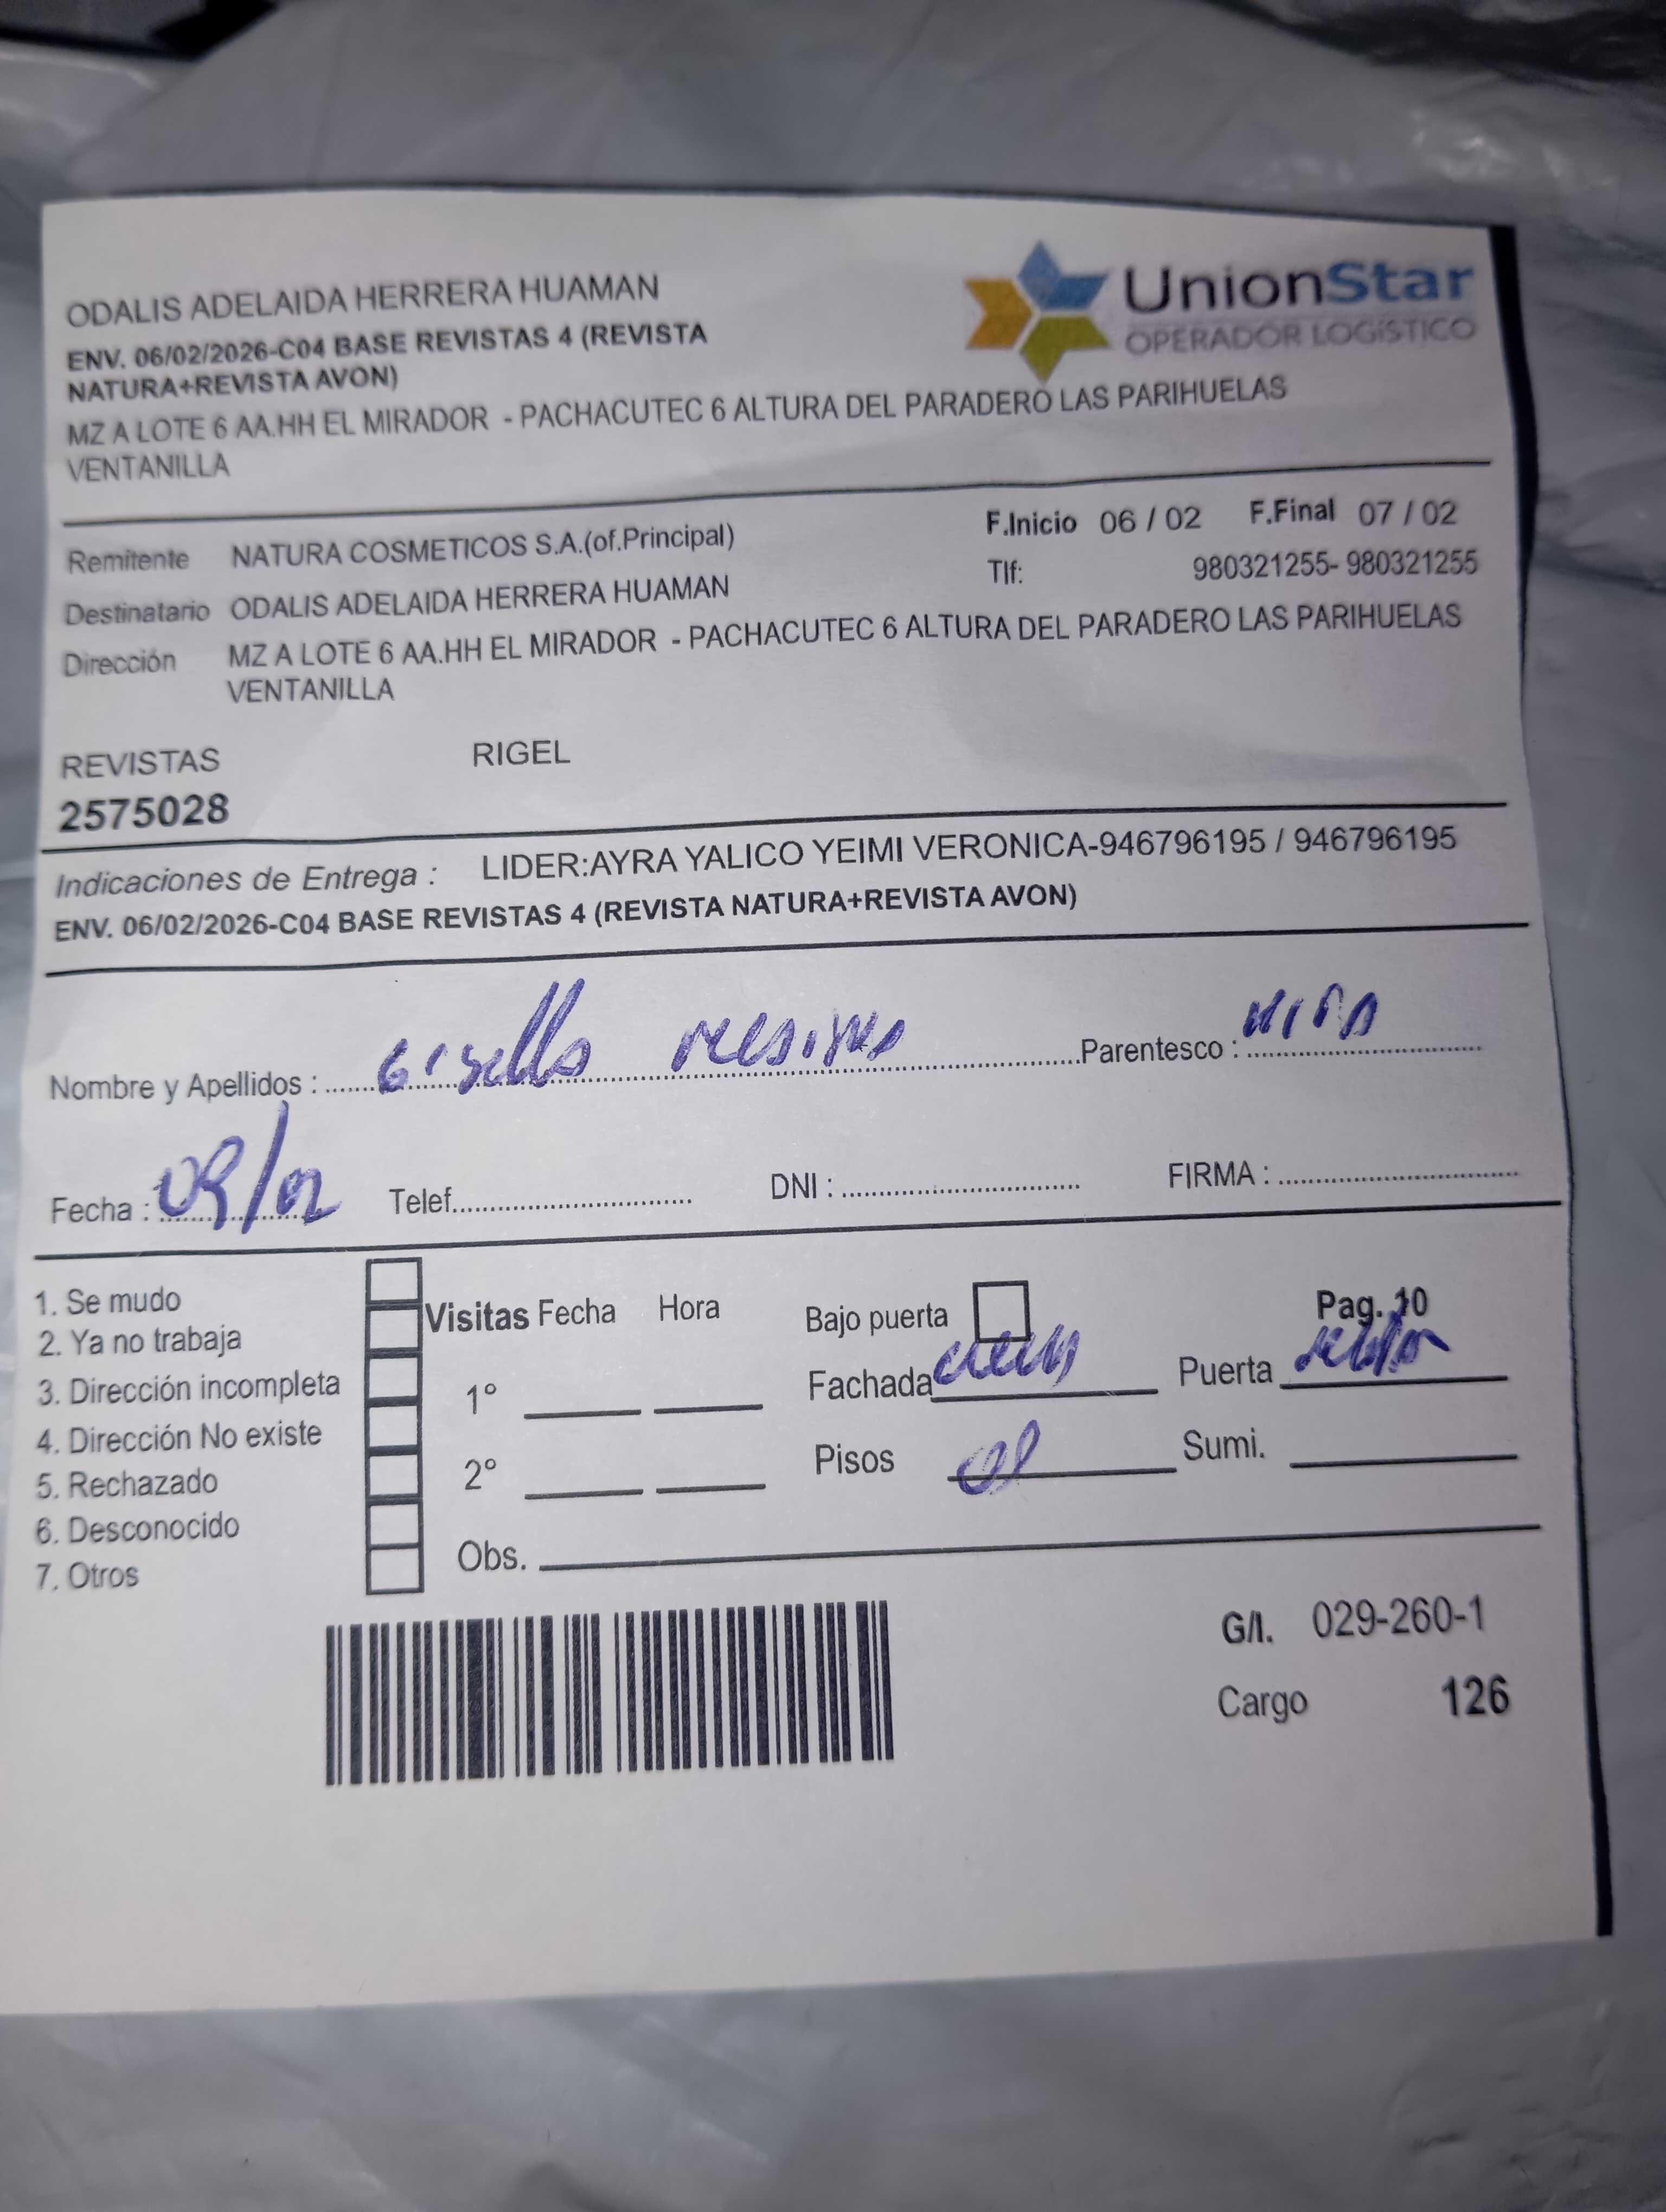 ODALIS ADELAIDA HERRERA HUAMAN
ENV. 06/02/2026-C04 BASE REVISTAS 4 (REVISTA
NATURA+REVISTA AVON)
MZ A LOTE 6 AA.HH EL MIRADOR - PACHACUTEC 6 ALTURA DEL PARADERO LAS PARIHUELAS
VENTANILLA
UnionStar
OPERADOR LOGÍSTICO
Remitente NATURA COSMETICOS S.A.(of.Principal)
F.Inicio 06 / 02 F.Final 07 / 02
Destinatario ODALIS ADELAIDA HERRERA HUAMAN
Tlf: 980321255- 980321255
Dirección MZ A LOTE 6 AA.HH EL MIRADOR - PACHACUTEC 6 ALTURA DEL PARADERO LAS PARIHUELAS
VENTANILLA
REVISTAS RIGEL
2575028
Indicaciones de Entrega : LIDER:AYRA YALICO YEIMI VERONICA-946796195 / 946796195
ENV. 06/02/2026-C04 BASE REVISTAS 4 (REVISTA NATURA+REVISTA AVON)
Nombre y Apellidos : Parentesco :
Fecha : 09/02 Telef. DNI : FIRMA :
1. Se mudo
2. Ya no trabaja
3. Dirección incompleta
4. Dirección No existe
5. Rechazado
6. Desconocido
7. Otros
Visitas Fecha Hora
1°
2°
Obs.
Bajo puerta Pag. 10
Fachada Puerta
Pisos 01 Sumi.
G/I. 029-260-1
Cargo 126